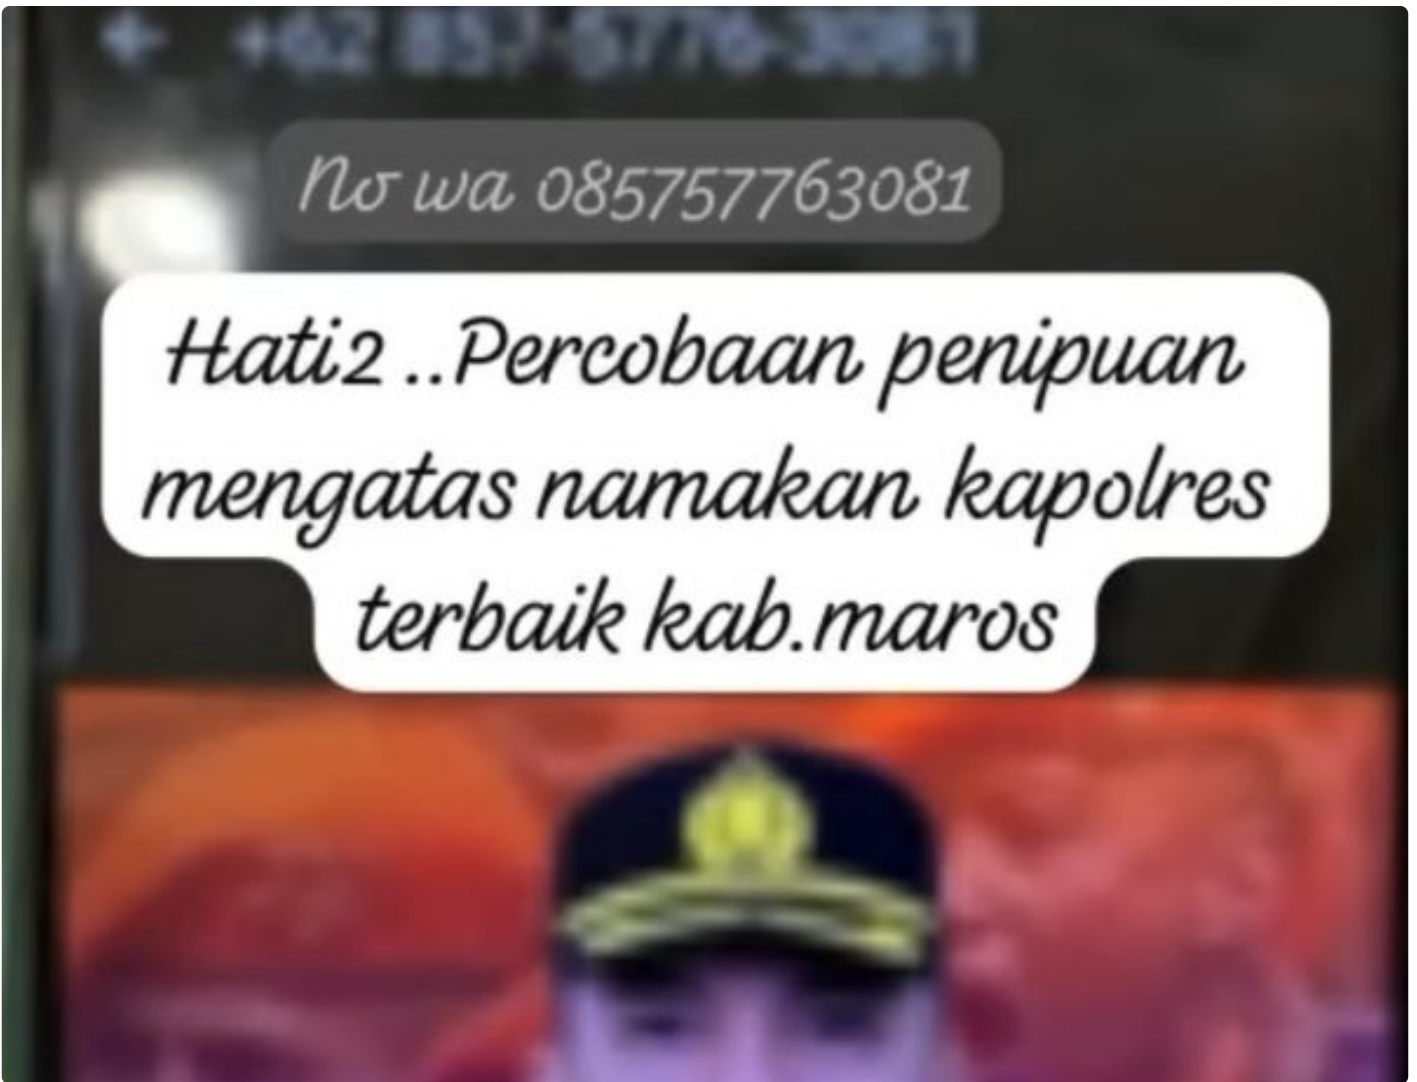 No wa 085757763081
Hati2 ..Percobaan penipuan
mengatas namakan kapolres
terbaik kab.maros